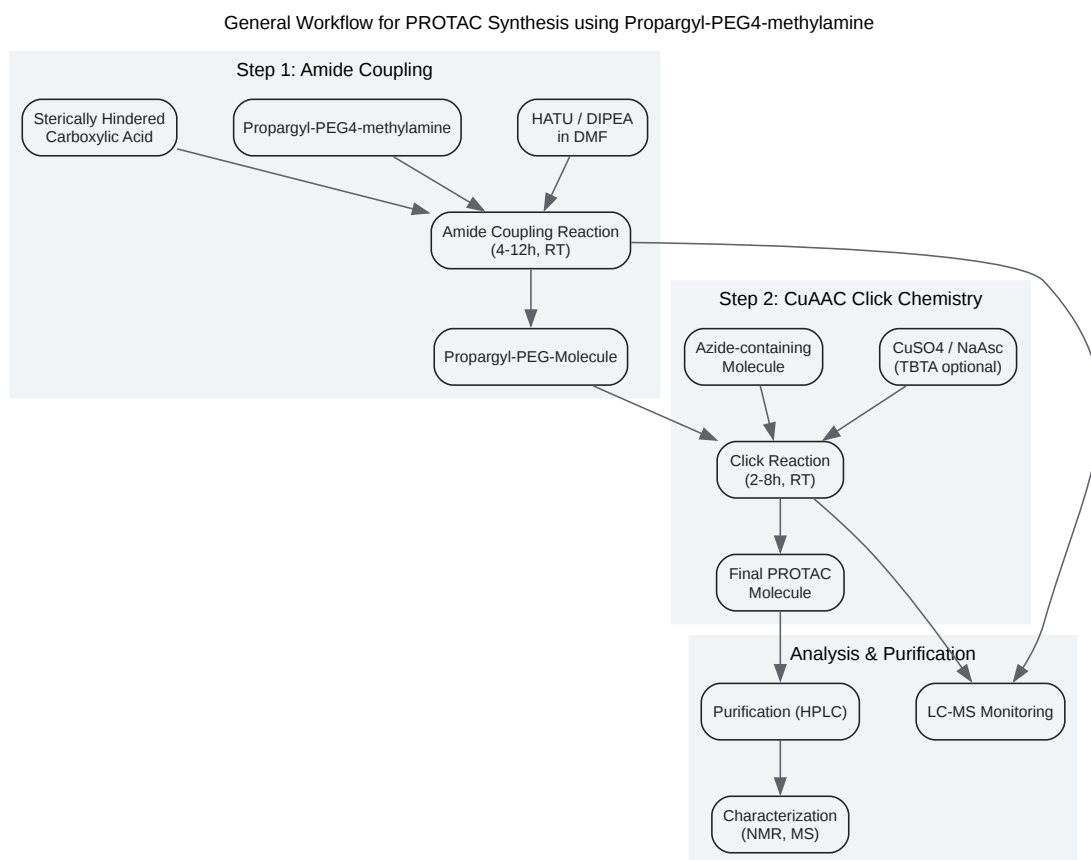 General Workflow for PROTAC Synthesis using Propargyl-PEG4-methylamine
Step 1: Amide Coupling
Sterically Hindered
Carboxylic Acid
Propargyl-PEG4-methylamine
HATU / DIPEA
in DMF
Amide Coupling Reaction
(4-12h, RT)
Propargyl-PEG-Molecule
Step 2: CuAAC Click Chemistry
Azide-containing
Molecule
CuSO4 / NaAsc
(TBTA optional)
Click Reaction
(2-8h, RT)
Final PROTAC
Molecule
Analysis & Purification
Purification (HPLC)
LC-MS Monitoring
Characterization
(NMR, MS)